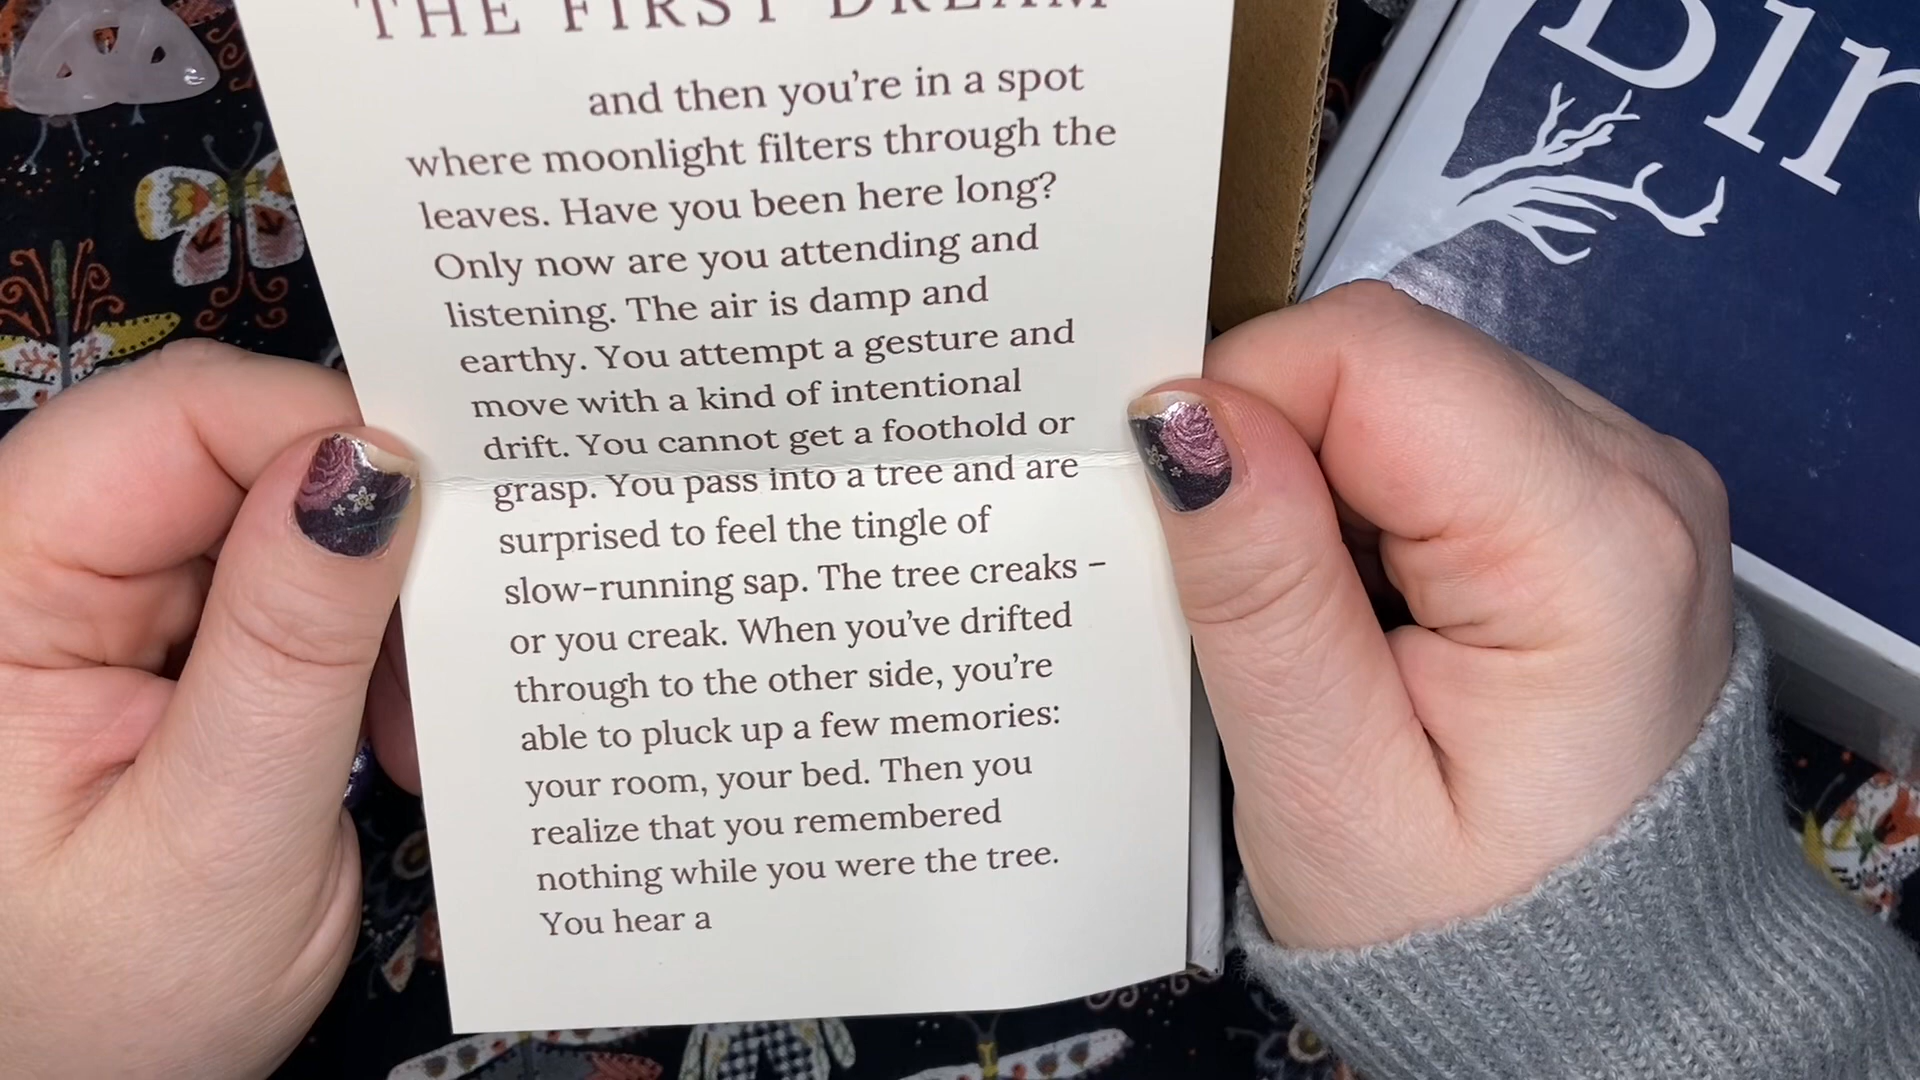 THE FIRST DREAM
and then you’re in a spot
where moonlight filters through the
leaves. Have you been here long?
Only now are you attending and
listening. The air is damp and
earthy. You attempt a gesture and
move with a kind of intentional
drift. You cannot get a foothold or
grasp. You pass into a tree and are
surprised to feel the tingle of
slow-running sap. The tree creaks –
or you creak. When you’ve drifted
through to the other side, you’re
able to pluck up a few memories:
your room, your bed. Then you
realize that you remembered
nothing while you were the tree.
You hear a